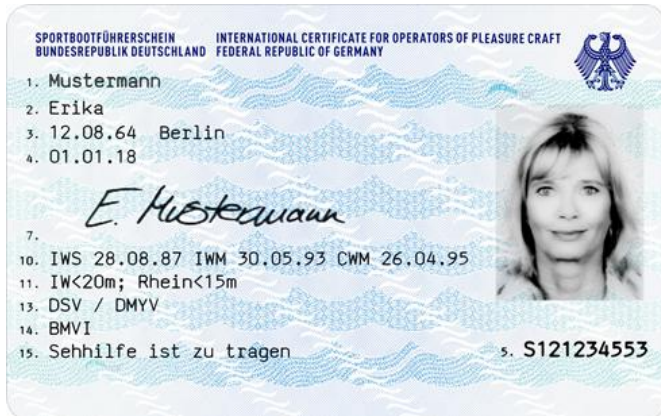 SPORTBOOTFÜHRERSCHEIN INTERNATIONAL CERTIFICATE FOR OPERATORS OF PLEASURE CRAFT
BUNDESREPUBLIK DEUTSCHLAND FEDERAL REPUBLIC OF GERMANY
1. Mustermann
2. Erika
3. 12.08.64 Berlin
4. 01.01.18
E. Mustermann
7.
10. IWS 28.08.87 IWM 30.05.93 CWM 26.04.95
11. IW<20m; Rhein<15m
13. DSV / DMYV
14. BMVI
15. Sehhilfe ist zu tragen
5. S121234553